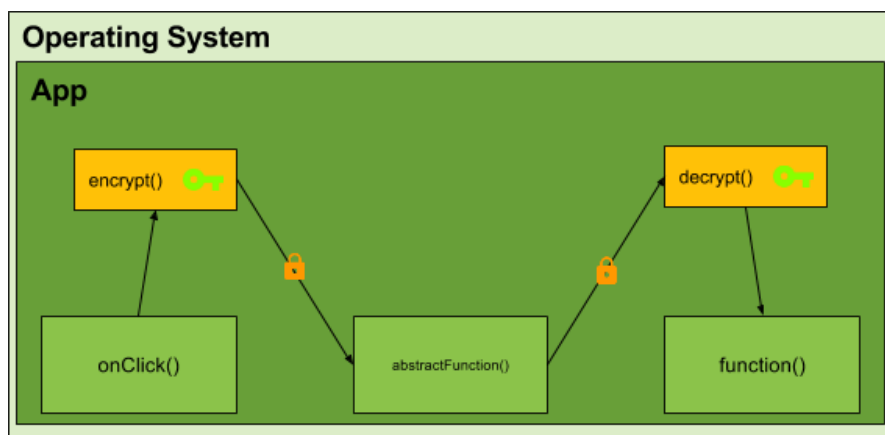 Operating System
App
encrypt()
decrypt()
onClick()
abstractFunction()
function()